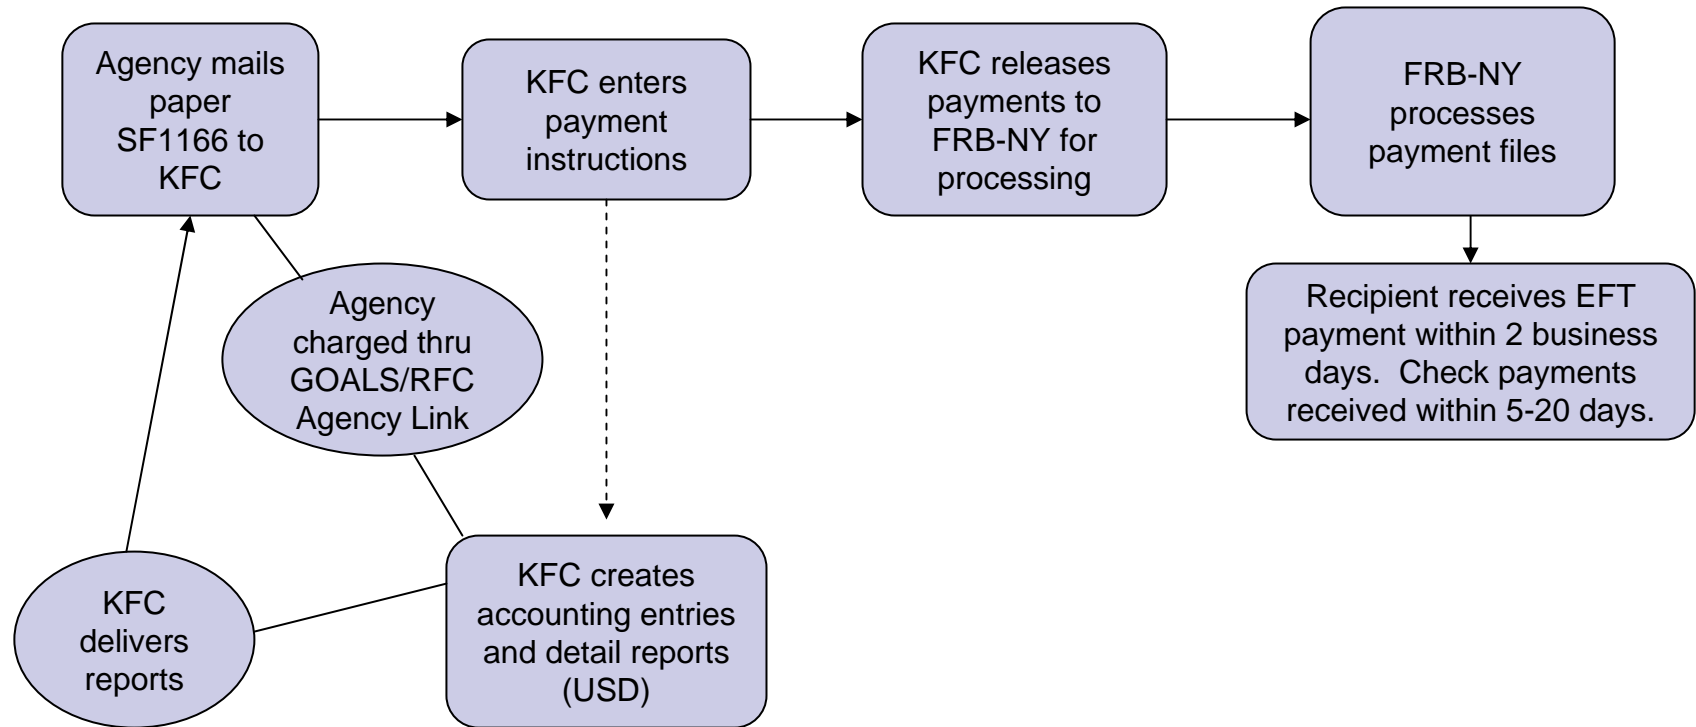 Agency mails
paper
SF1166 to
KFC
KFC enters
payment
instructions
KFC releases
payments to
FRB-NY for
processing
FRB-NY
processes
payment files
Recipient receives EFT
payment within 2 business
days.  Check payments
received within 5-20 days.
Agency
charged thru
GOALS/RFC
Agency Link
KFC
delivers
reports
KFC creates
accounting entries
and detail reports
(USD)